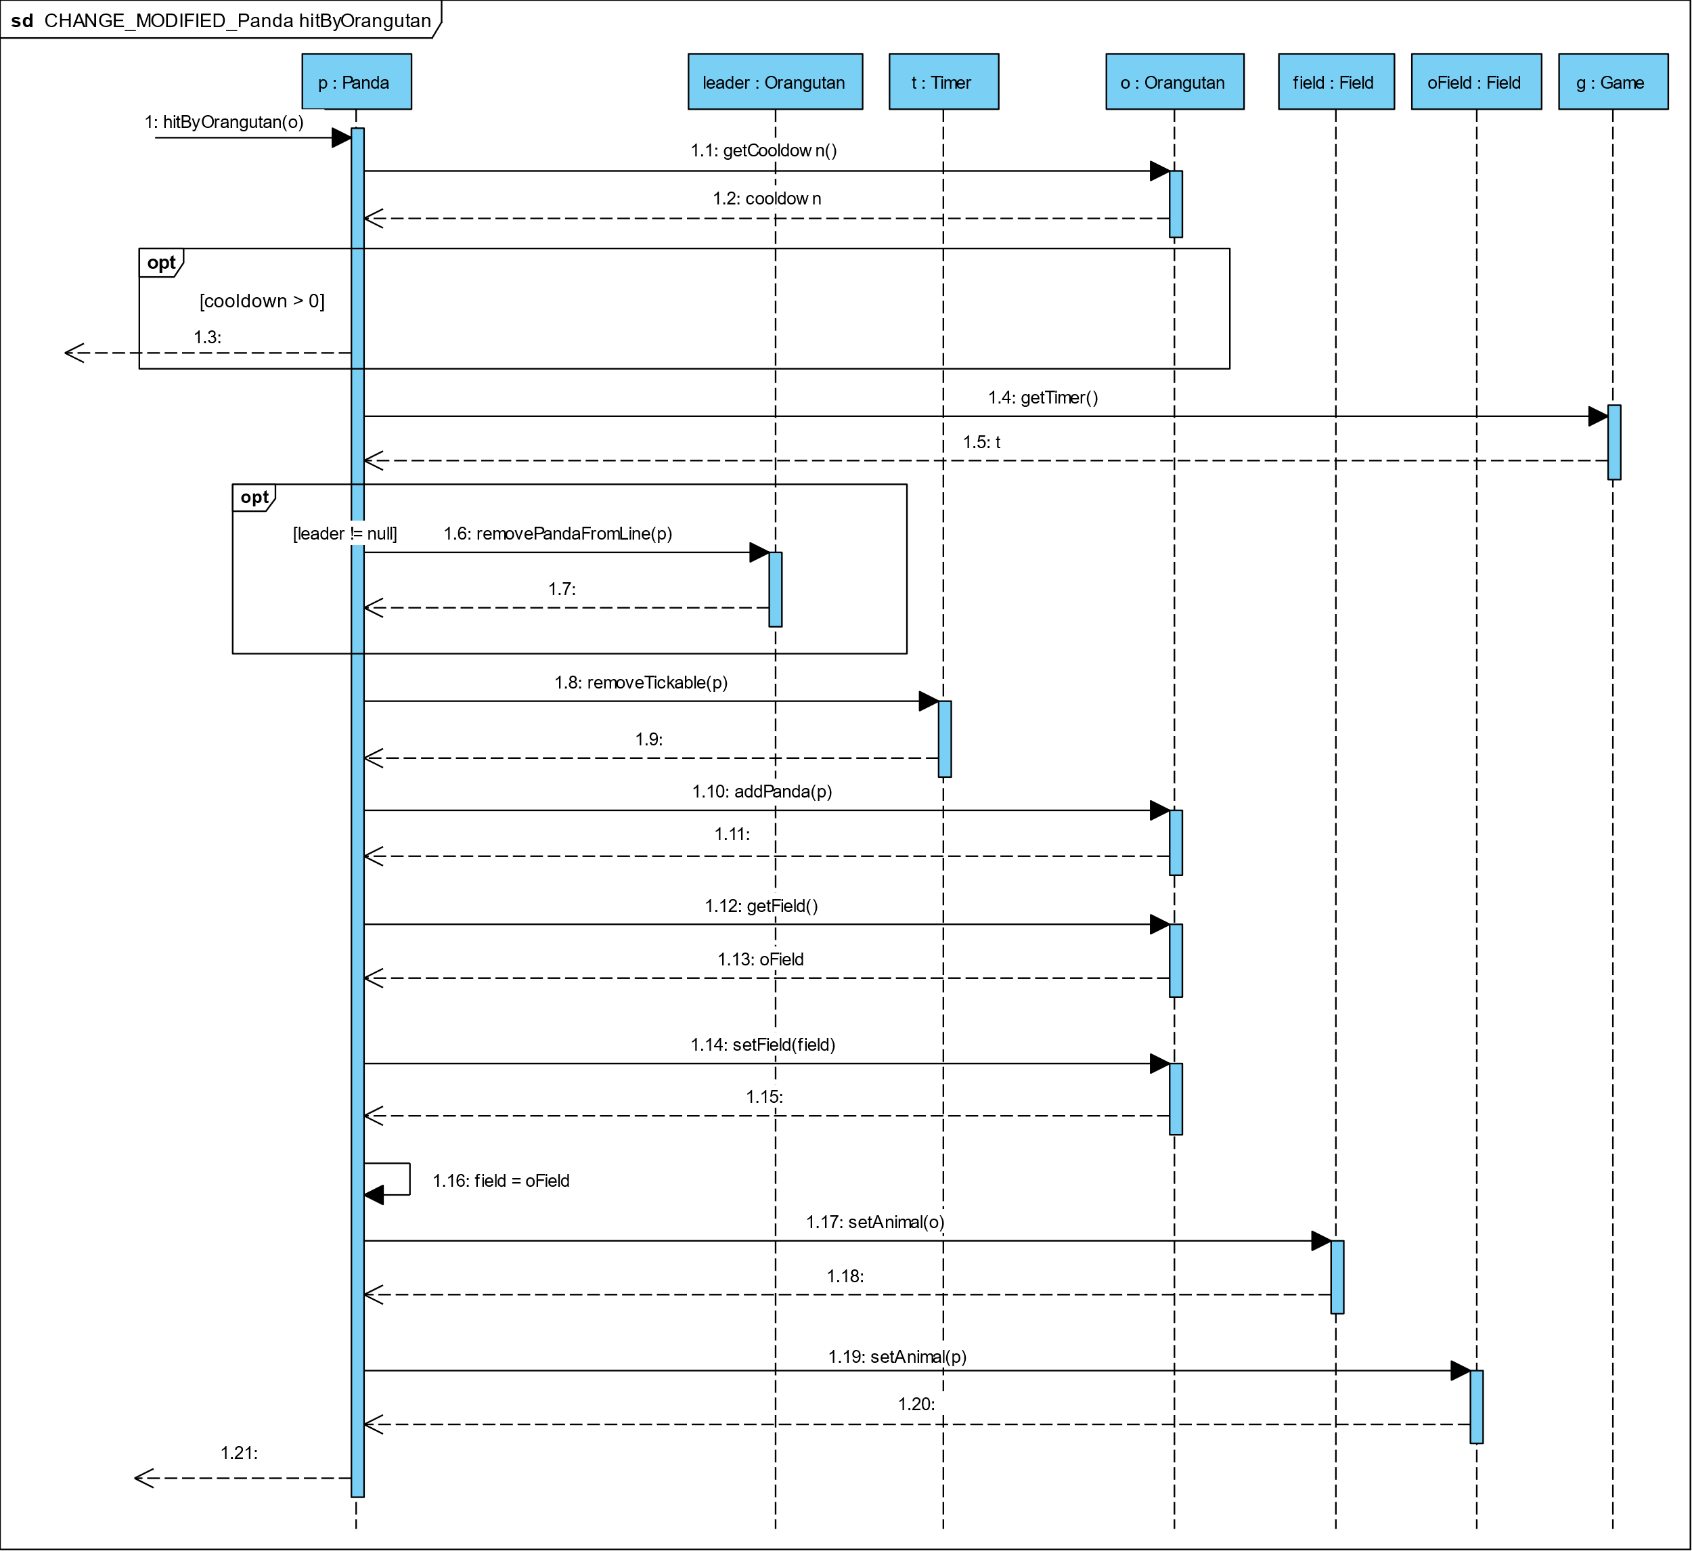 sd CHANGE_MODIFIED_Panda hitByOrangutan
p : Panda
leader : Orangutan
t : Timer
o : Orangutan
field : Field
oField : Field
g : Game
1: hitByOrangutan(o)
1.1: getCooldown()
1.2: cooldown
opt
[cooldown > 0]
1.3:
1.4: getTimer()
1.5: t
opt
[leader != null]
1.6: removePandaFromLine(p)
1.7:
1.8: removeTickable(p)
1.9:
1.10: addPanda(p)
1.11:
1.12: getField()
1.13: oField
1.14: setField(field)
1.15:
1.16: field = oField
1.17: setAnimal(o)
1.18:
1.19: setAnimal(p)
1.20:
1.21: